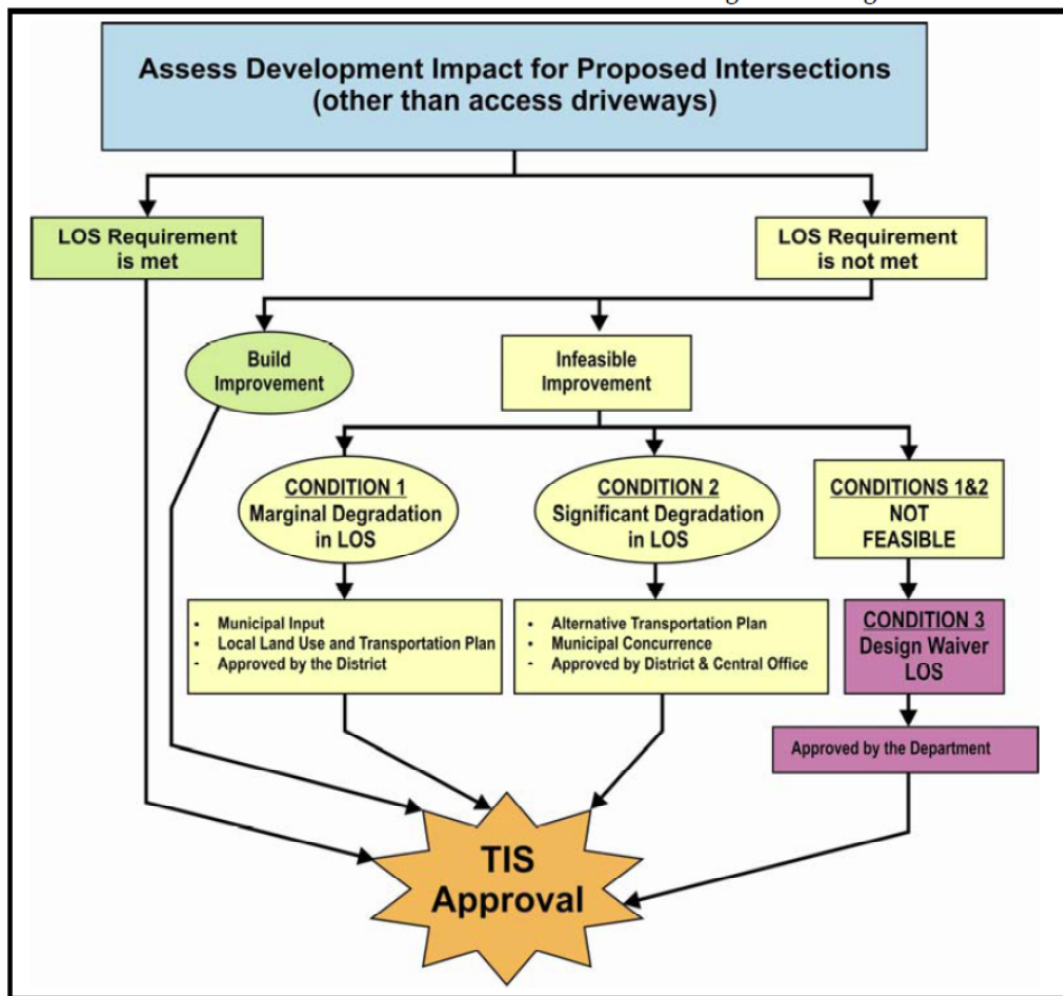 Assess Development Impact for Proposed Intersections
(other than access driveways)
LOS Requirement
is met
LOS Requirement
is not met
Build
Improvement
Infeasible
Improvement
CONDITION 1
Marginal Degradation
in LOS
CONDITION 2
Significant Degradation
in LOS
CONDITIONS 1&2
NOT
FEASIBLE
• Municipal Input
• Local Land Use and Transportation Plan
- Approved by the District
• Alternative Transportation Plan
• Municipal Concurrence
- Approved by District & Central Office
CONDITION 3
Design Waiver
LOS
Approved by the Department
TIS
Approval